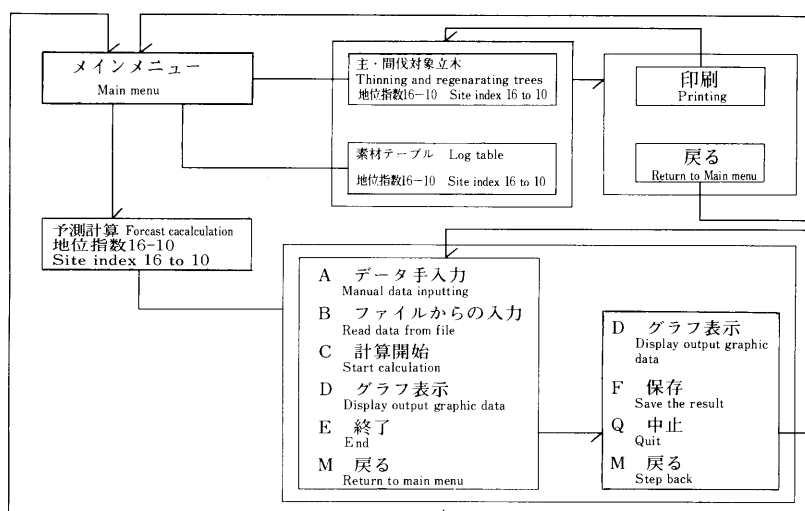 メインメニュー
Main menu
主・間伐対象立木
Thinning and regenarating trees
地位指数16-10 Site index 16 to 10
素材テーブル Log table
地位指数16-10 Site index 16 to 10
印刷
Printing
戻る
Return to Main menu
予測計算 Forcast cacalculation
地位指数16-10
Site index 16 to 10
A データ手入力
Manual data inputting
B ファイルからの入力
Read data from file
C 計算開始
Start calculation
D グラフ表示
Display output graphic data
E 終了
End
M 戻る
Return to main menu
D グラフ表示
Display output graphic
data
F 保存
Save the result
Q 中止
Quit
M 戻る
Step back